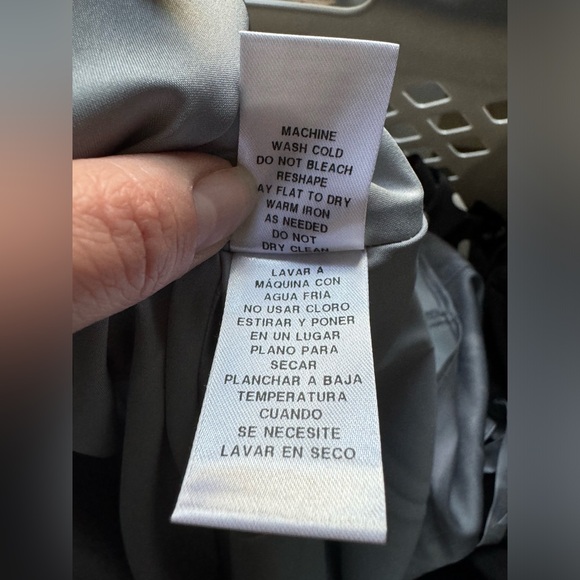 MACHINE
WASH COLD
DO NOT BLEACH
RESHAPE
AY FLAT TO DRY
WARM IRON
AS NEEDED
DO NOT
DRY CLEAN
LAVAR A
MÁQUINA CON
AGUA FRIA
NO USAR CLORO
ESTIRAR Y PONER
EN UN LUGAR
PLANO PARA
SECAR
PLANCHAR A BAJA
TEMPERATURA
CUANDO
SE NECESITE
LAVAR EN SECO